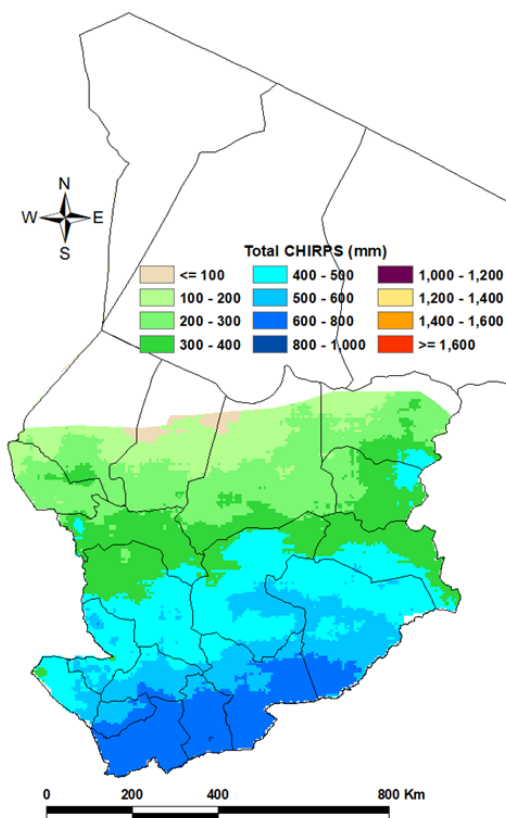 N
W E
S
Total CHIRPS (mm)
<= 100 400 - 500 1,000 - 1,200
100 - 200 500 - 600 1,200 - 1,400
200 - 300 600 - 800 1,400 - 1,600
300 - 400 800 - 1.000 >= 1,600
0 200 400 800 Km